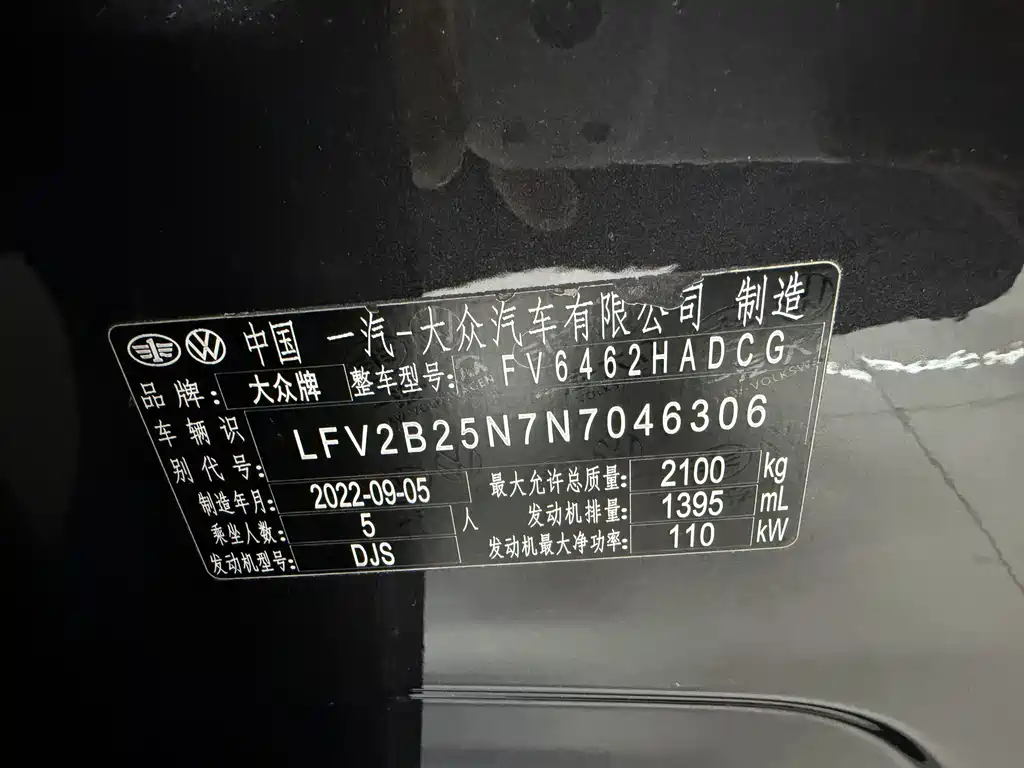 中国 一汽-大众汽车有限公司 制造
品牌: 大众牌 整车型号: FV6462HADCG
车辆识别代号: LFV2B25N7N7046306
制造年月: 2022-09-05 最大允许总质量: 2100 kg
乘坐人数: 5 人 发动机排量: 1395 mL
发动机型号: DJS 发动机最大净功率: 110 kW